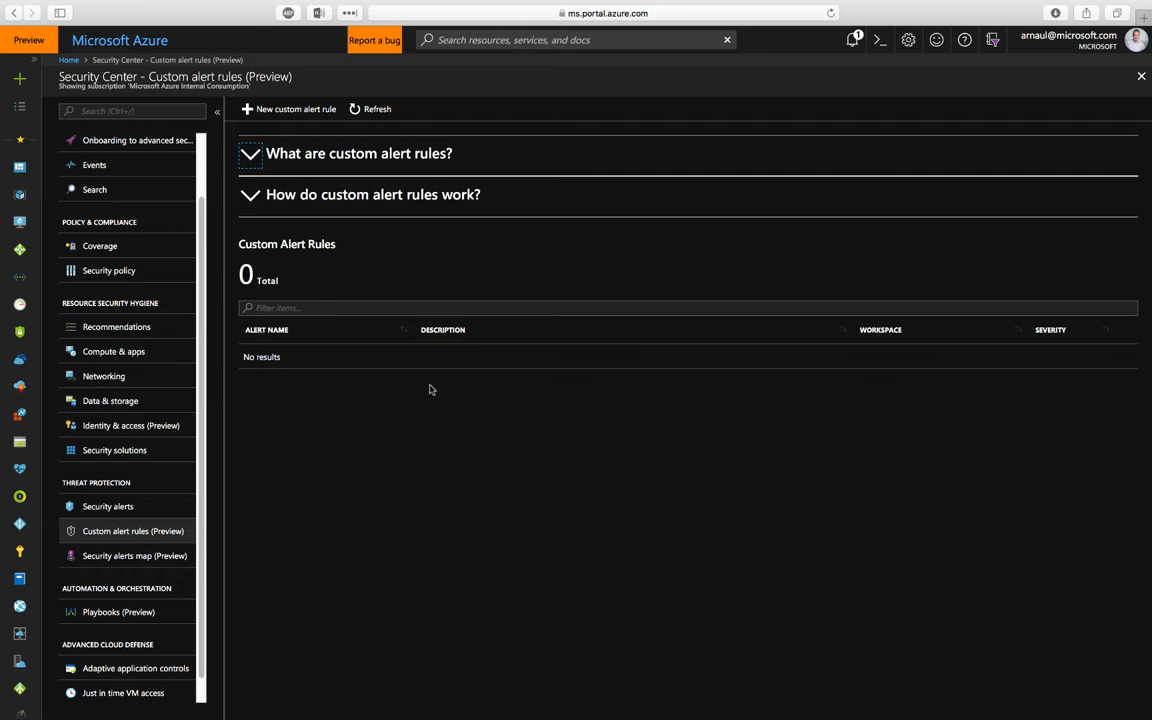 ms.portal.azure.com
ABP
Preview
Microsoft Azure
Report a bug
Search resources, services, and docs
1
arnaul@microsoft.com
MICROSOFT
Home > Security Center - Custom alert rules (Preview)
Security Center - Custom alert rules (Preview)
Showing subscription 'Microsoft Azure Internal Consumption'
Search (Ctrl+/)
Onboarding to advanced sec...
Events
Search
POLICY & COMPLIANCE
Coverage
Security policy
RESOURCE SECURITY HYGIENE
Recommendations
Compute & apps
Networking
Data & storage
Identity & access (Preview)
Security solutions
THREAT PROTECTION
Security alerts
Custom alert rules (Preview)
Security alerts map (Preview)
AUTOMATION & ORCHESTRATION
Playbooks (Preview)
ADVANCED CLOUD DEFENSE
Adaptive application controls
Just in time VM access
New custom alert rule
Refresh
What are custom alert rules?
How do custom alert rules work?
Custom Alert Rules
0 Total
Filter items...
ALERT NAME
DESCRIPTION
WORKSPACE
SEVERITY
No results